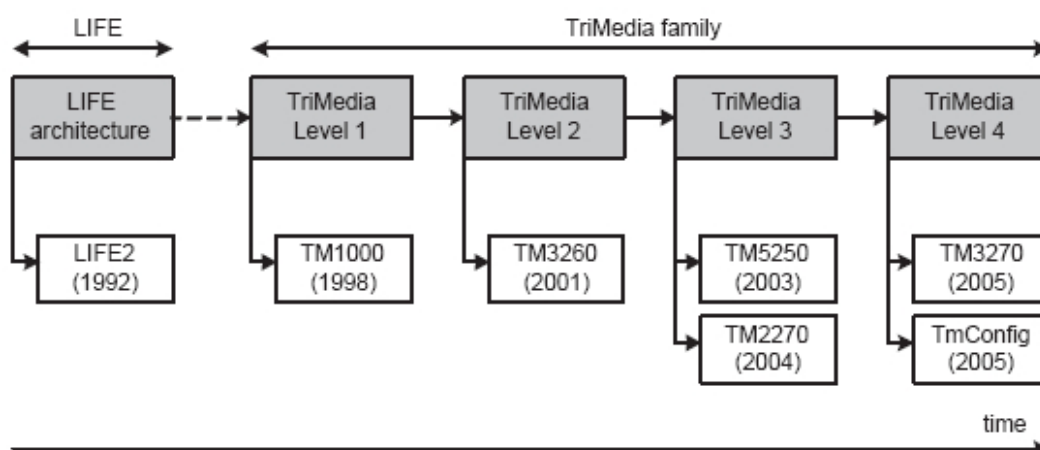 LIFE
TriMedia family
LIFE
architecture
TriMedia
Level 1
TriMedia
Level 2
TriMedia
Level 3
TriMedia
Level 4
LIFE2
(1992)
TM1000
(1998)
TM3260
(2001)
TM5250
(2003)
TM3270
(2005)
TM2270
(2004)
TmConfig
(2005)
time